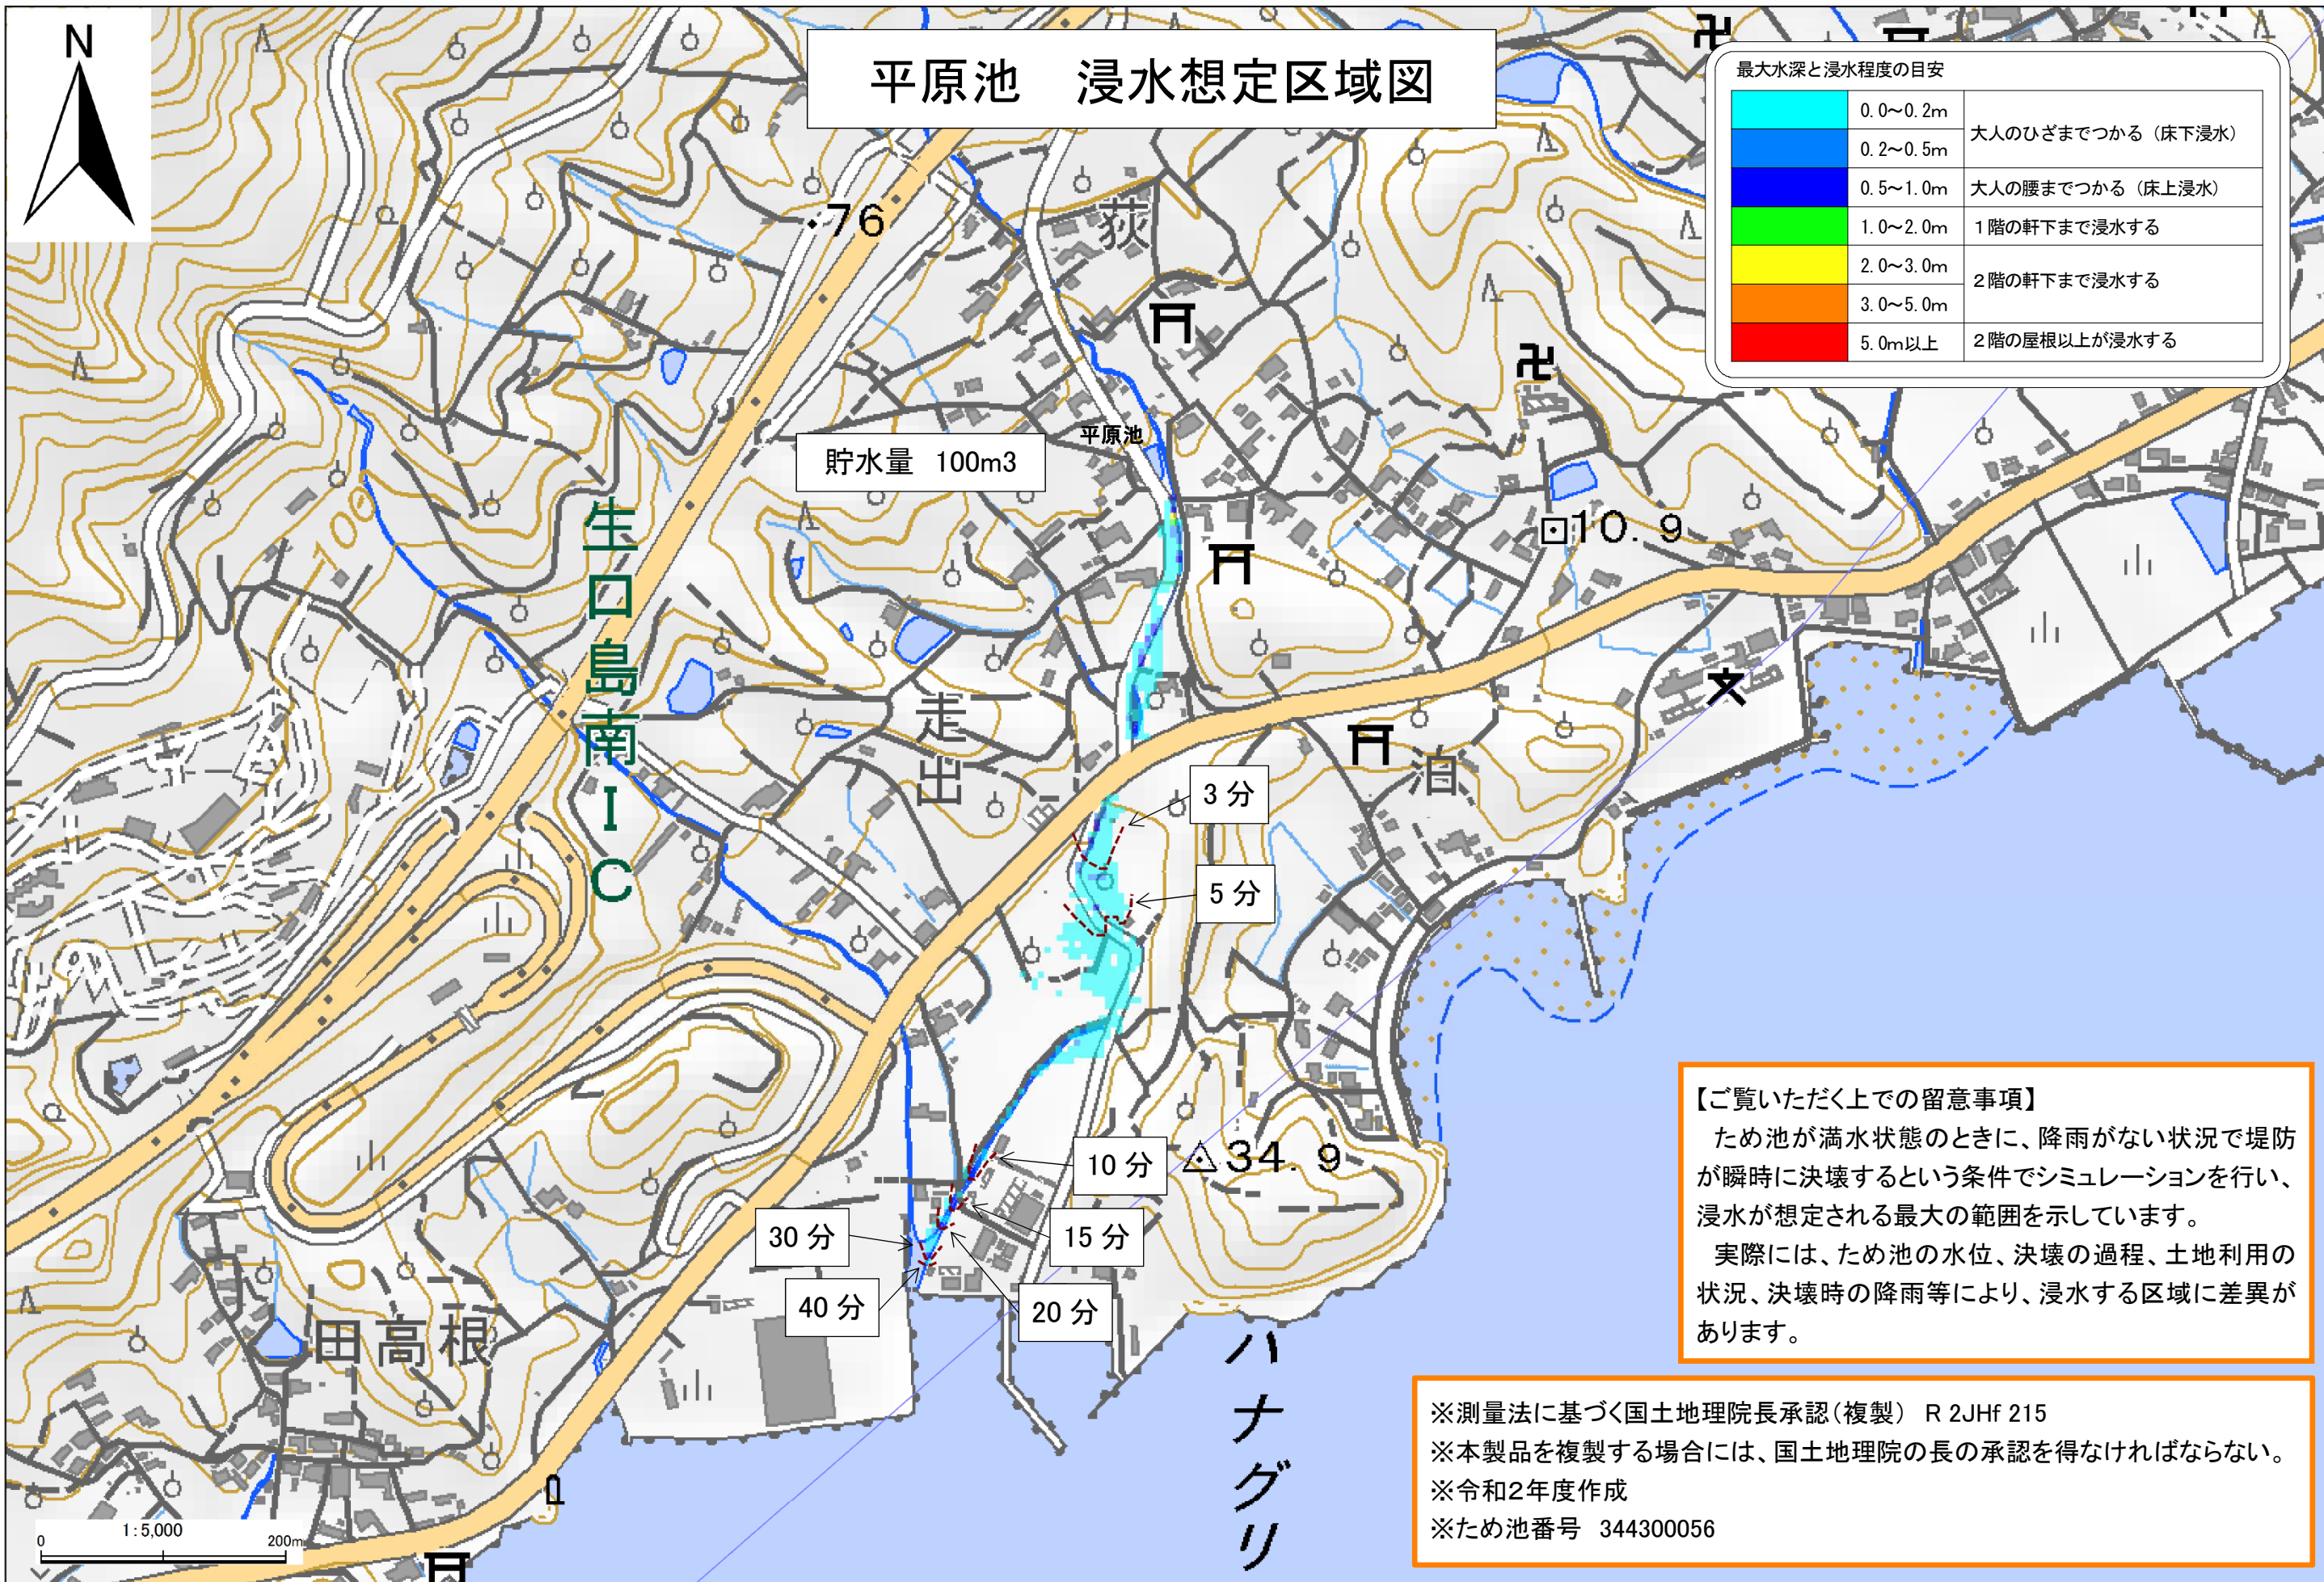 N
平原池　浸水想定区域図
最大水深と浸水程度の目安
0.0～0.2m
大人のひざまでつかる（床下浸水）
0.2～0.5m
0.5～1.0m 大人の腰までつかる（床上浸水）
1.0～2.0m １階の軒下まで浸水する
2.0～3.0m
２階の軒下まで浸水する
3.0～5.0m
5.0m以上 ２階の屋根以上が浸水する
76
荻
平原池
貯水量 100m3
100
生口島南IC
10.9
走出
泊
3 分
5 分
10 分
34.9
15 分
30 分
40 分
20 分
田高根
ハナグリ
【ご覧いただく上での留意事項】
ため池が満水状態のときに、降雨がない状況で堤防
が瞬時に決壊するという条件でシミュレーションを行い、
浸水が想定される最大の範囲を示しています。
実際には、ため池の水位、決壊の過程、土地利用の
状況、決壊時の降雨等により、浸水する区域に差異が
あります。
※測量法に基づく国土地理院長承認（複製） R 2JHf 215
※本製品を複製する場合には、国土地理院の長の承認を得なければならない。
※令和２年度作成
※ため池番号 344300056
1:5,000
0 200m